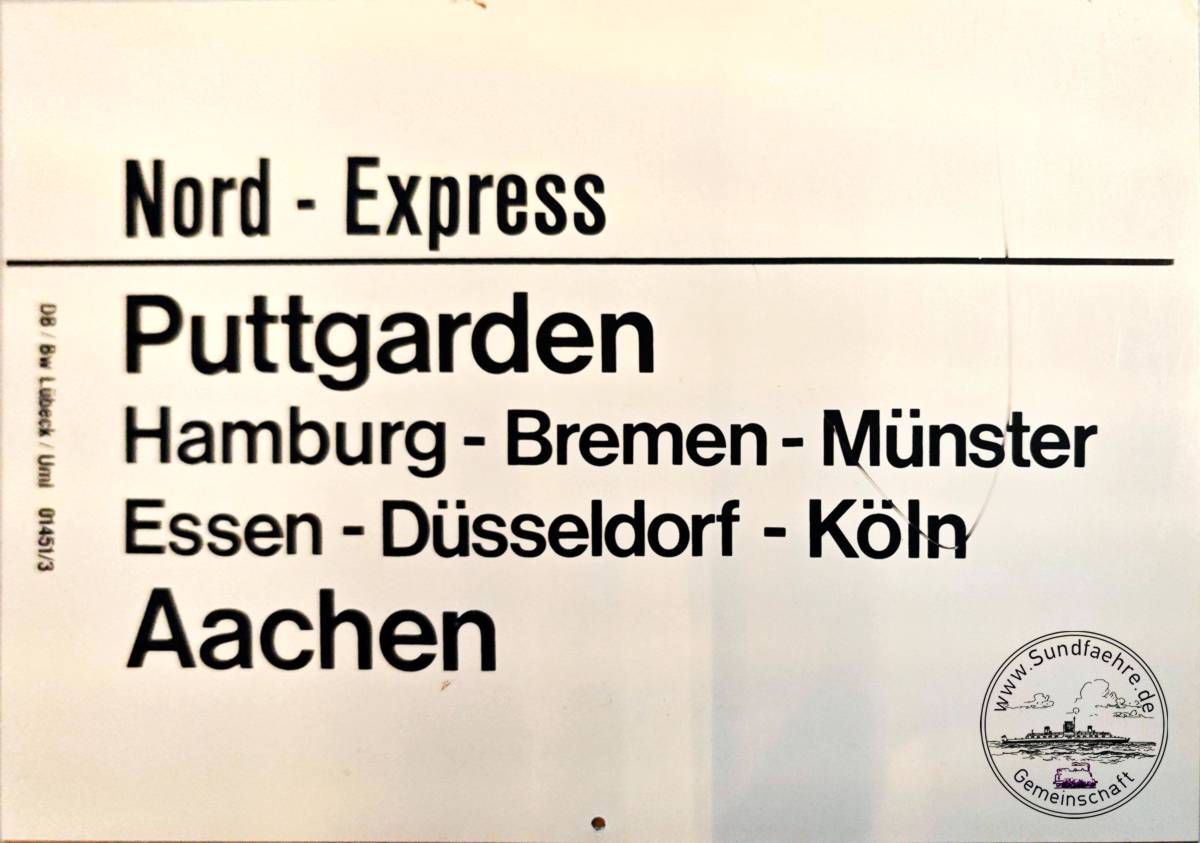 Nord - Express
Puttgarden
Hamburg - Bremen - Münster
Essen - Düsseldorf - Köln
Aachen
DB / Bw Lübeck / Uml 01451/3
www.Sundfaehre.de
Gemeinschaft